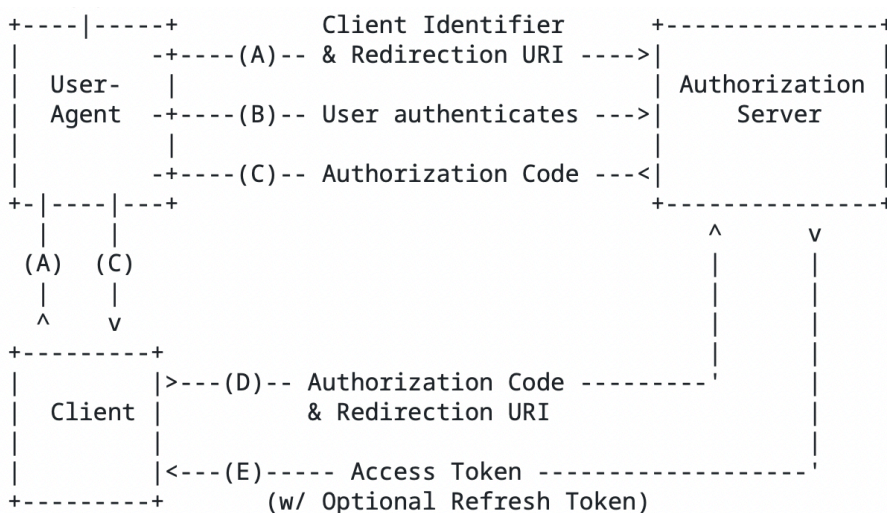 +----|-----+          Client Identifier      +---------------+
|         -+----(A)-- & Redirection URI ---->|               |
|  User-   |                                 | Authorization |
|  Agent  -+----(B)-- User authenticates --->|     Server    |
|          |                                 |               |
|         -+----(C)-- Authorization Code ---<|               |
+-|----|---+                                 +---------------+
  |    |                                         ^      v
 (A)  (C)                                        |      |
  |    |                                         |      |
  ^    v                                         |      |
+---------+                                      |      |
|         |>---(D)-- Authorization Code ---------'      |
|  Client |          & Redirection URI                  |
|         |                                             |
|         |<---(E)----- Access Token -------------------'
+---------+       (w/ Optional Refresh Token)